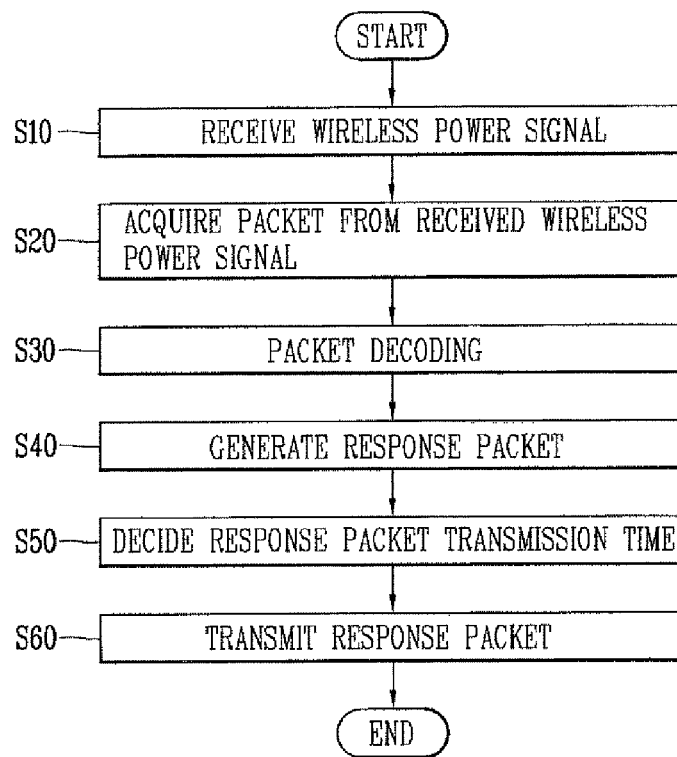 START
S10 RECEIVE WIRELESS POWER SIGNAL
S20 ACQUIRE PACKET FROM RECEIVED WIRELESS
POWER SIGNAL
S30 PACKET DECODING
S40 GENERATE RESPONSE PACKET
S50 DECIDE RESPONSE PACKET TRANSMISSION TIME
S60 TRANSMIT RESPONSE PACKET
END